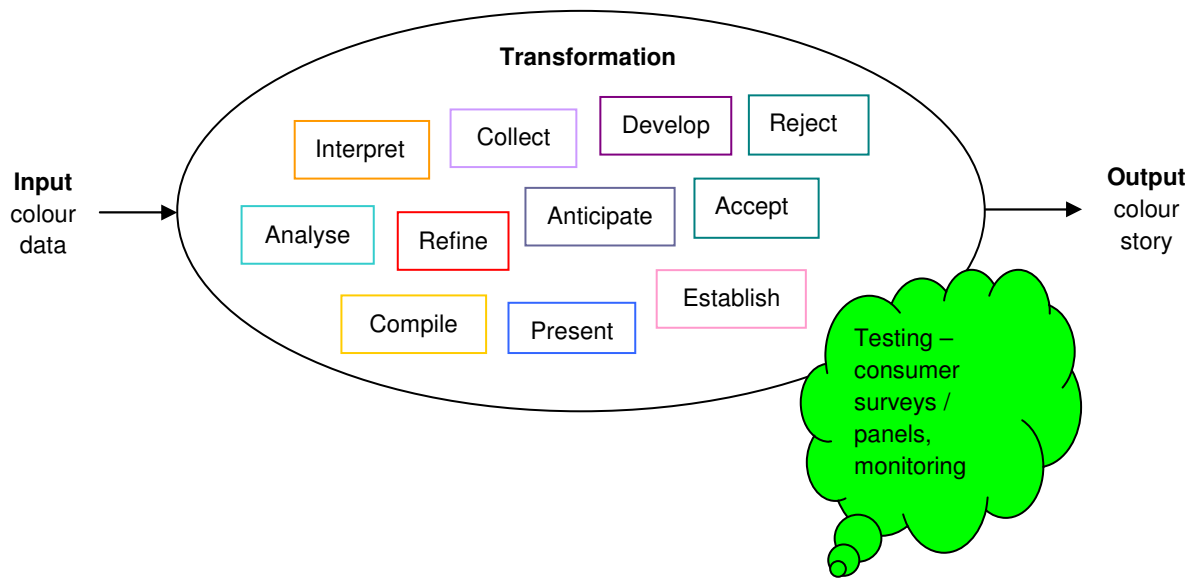 Transformation
Interpret
Collect
Develop
Reject
Input
colour
data
Analyse
Refine
Anticipate
Accept
Output
colour
story
Compile
Present
Establish
Testing –
consumer
surveys /
panels,
monitoring